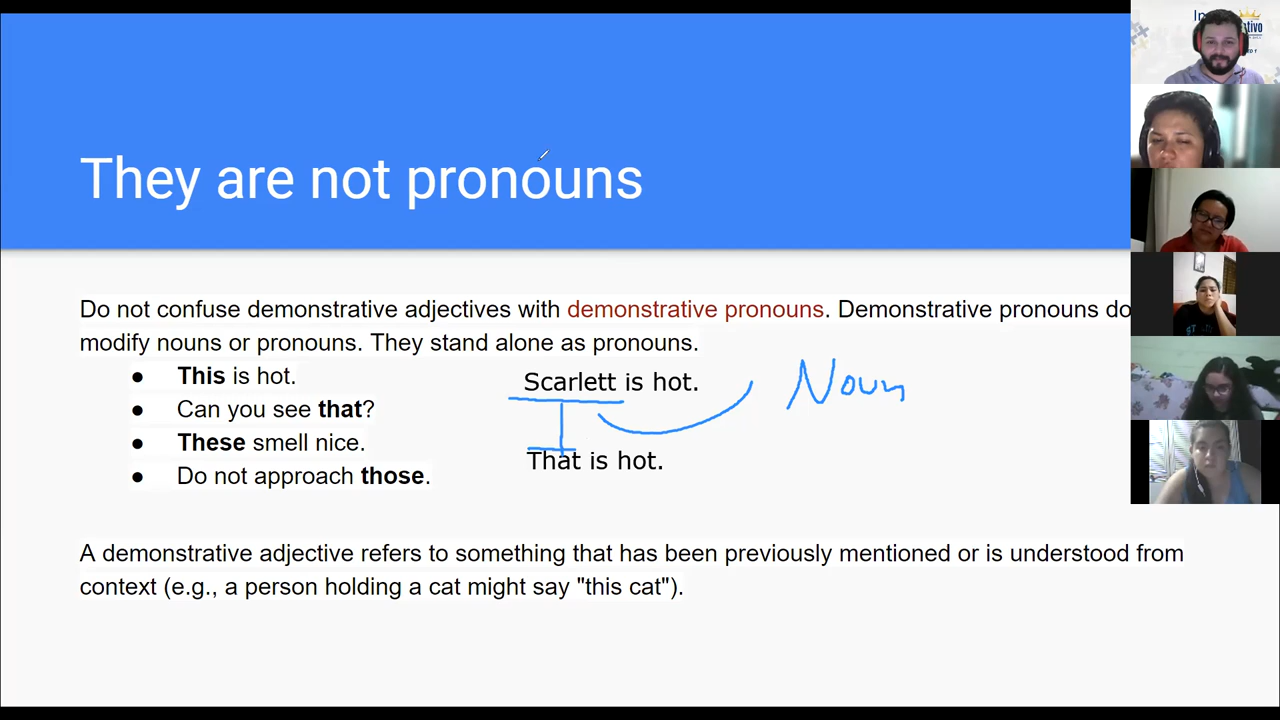 They are not pronouns
Do not confuse demonstrative adjectives with demonstrative pronouns. Demonstrative pronouns do
modify nouns or pronouns. They stand alone as pronouns.
● This is hot.
● Can you see that?
● These smell nice.
● Do not approach those.
Scarlett is hot.
Noun
That is hot.
A demonstrative adjective refers to something that has been previously mentioned or is understood from
context (e.g., a person holding a cat might say "this cat").